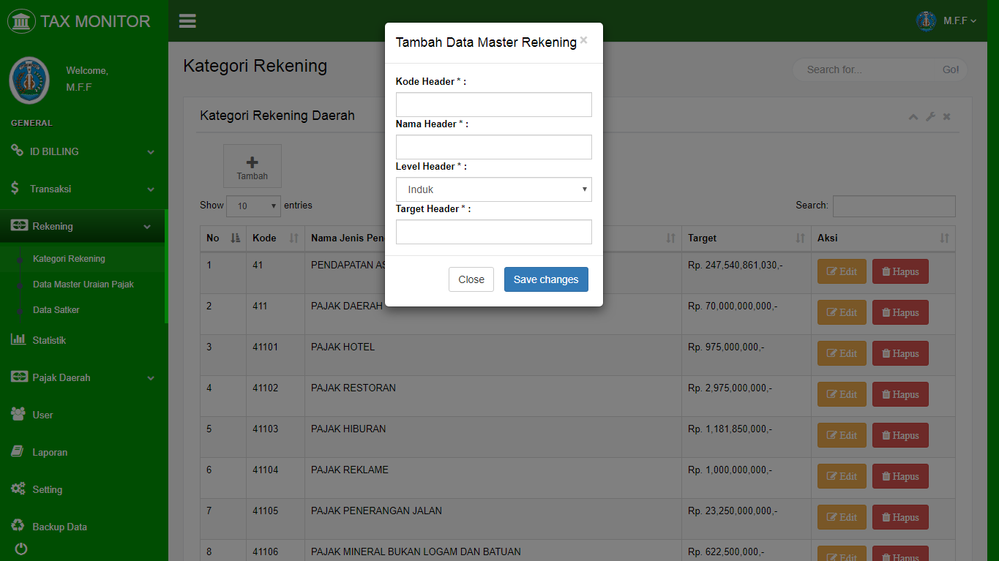 TAX MONITOR
M.F.F
Welcome,
M.F.F
GENERAL
ID BILLING
Transaksi
Rekening
Kategori Rekening
Data Master Uraian Pajak
Data Satker
Statistik
Pajak Daerah
User
Laporan
Setting
Backup Data
Kategori Rekening
Search for... Go!
Kategori Rekening Daerah
Tambah
Show 10 entries
Search:
No Kode Nama Jenis Pen Target Aksi
1 41 PENDAPATAN AS Rp. 247,540,861,030,- Edit Hapus
2 411 PAJAK DAERAH Rp. 70,000,000,000,- Edit Hapus
3 41101 PAJAK HOTEL Rp. 975,000,000,- Edit Hapus
4 41102 PAJAK RESTORAN Rp. 2,975,000,000,- Edit Hapus
5 41103 PAJAK HIBURAN Rp. 1,181,850,000,- Edit Hapus
6 41104 PAJAK REKLAME Rp. 1,000,000,000,- Edit Hapus
7 41105 PAJAK PENERANGAN JALAN Rp. 23,250,000,000,- Edit Hapus
8 41106 PAJAK MINERAL BUKAN LOGAM DAN BATUAN Rp. 622,500,000,- Edit Hapus
Tambah Data Master Rekening ×
Kode Header * :
Nama Header * :
Level Header * :
Induk
Target Header * :
Close Save changes